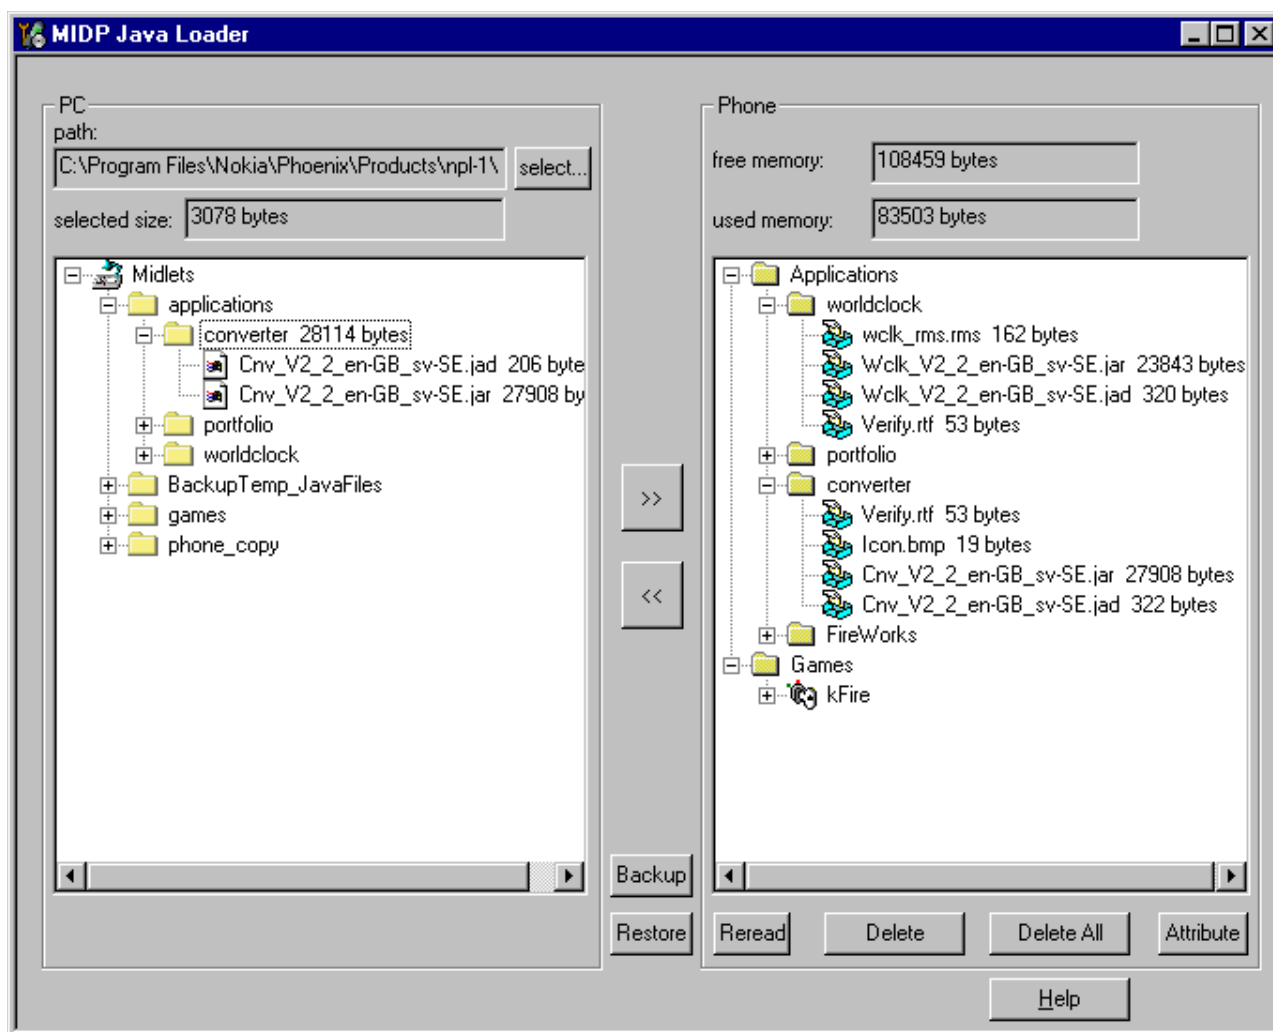 MIDP Java Loader
PC
path:
C:\Program Files\Nokia\Phoenix\Products\npl-1\
select...
selected size: 3078 bytes
Midlets
applications
converter 28114 bytes
Cnv_V2_2_en-GB_sv-SE.jad 206 byte
Cnv_V2_2_en-GB_sv-SE.jar 27908 by
portfolio
worldclock
BackupTemp_JavaFiles
games
phone_copy
>>
<<
Backup
Restore
Phone
free memory: 108459 bytes
used memory: 83503 bytes
Applications
worldclock
wclk_rms.rms 162 bytes
Wclk_V2_2_en-GB_sv-SE.jar 23843 bytes
Wclk_V2_2_en-GB_sv-SE.jad 320 bytes
Verify.rtf 53 bytes
portfolio
converter
Verify.rtf 53 bytes
Icon.bmp 19 bytes
Cnv_V2_2_en-GB_sv-SE.jar 27908 bytes
Cnv_V2_2_en-GB_sv-SE.jad 322 bytes
FireWorks
Games
kFire
Reread
Delete
Delete All
Attribute
Help